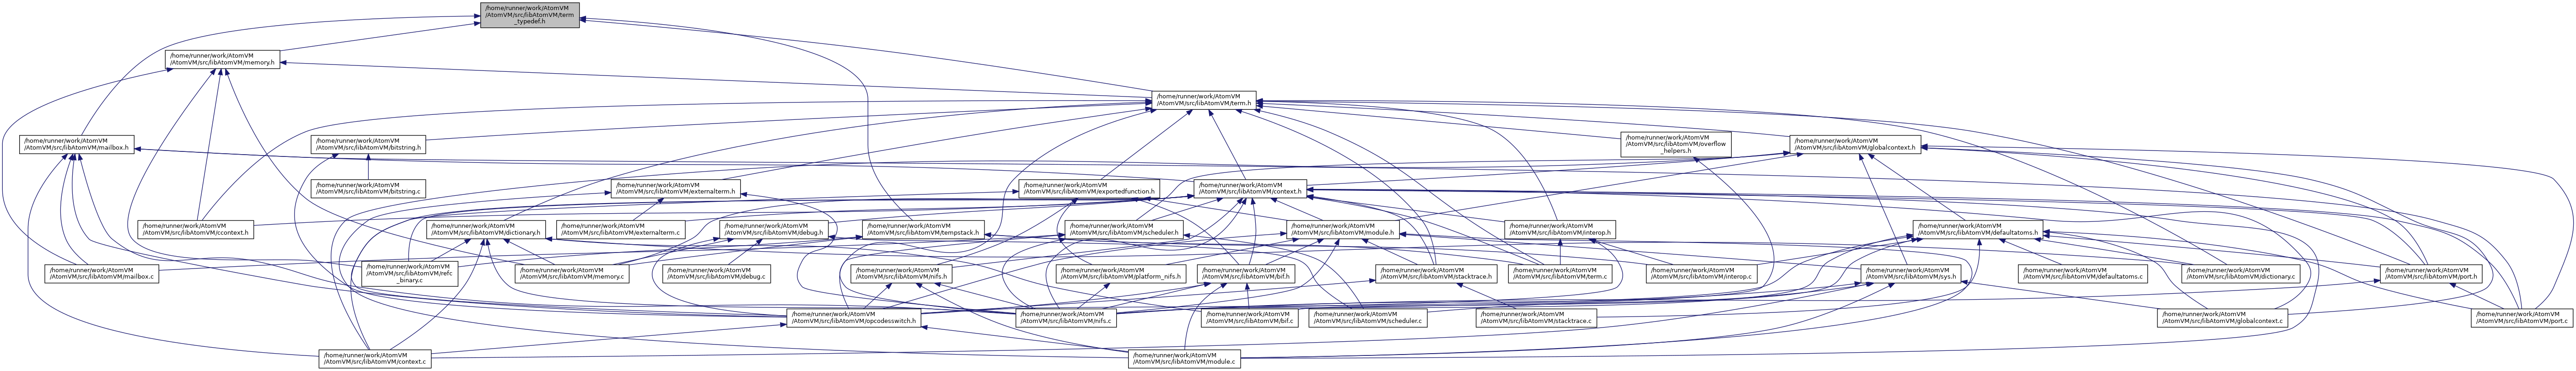 /home/runner/work/AtomVM
/AtomVM/src/libAtomVM/term
_typedef.h
/home/runner/work/AtomVM
/AtomVM/src/libAtomVM/memory.h
/home/runner/work/AtomVM
/AtomVM/src/libAtomVM/term.h
/home/runner/work/AtomVM
/AtomVM/src/libAtomVM/mailbox.h
/home/runner/work/AtomVM
/AtomVM/src/libAtomVM/bitstring.h
/home/runner/work/AtomVM
/AtomVM/src/libAtomVM/overflow
_helpers.h
/home/runner/work/AtomVM
/AtomVM/src/libAtomVM/globalcontext.h
/home/runner/work/AtomVM
/AtomVM/src/libAtomVM/bitstring.c
/home/runner/work/AtomVM
/AtomVM/src/libAtomVM/externalterm.h
/home/runner/work/AtomVM
/AtomVM/src/libAtomVM/exportedfunction.h
/home/runner/work/AtomVM
/AtomVM/src/libAtomVM/context.h
/home/runner/work/AtomVM
/AtomVM/src/libAtomVM/ccontext.h
/home/runner/work/AtomVM
/AtomVM/src/libAtomVM/dictionary.h
/home/runner/work/AtomVM
/AtomVM/src/libAtomVM/externalterm.c
/home/runner/work/AtomVM
/AtomVM/src/libAtomVM/debug.h
/home/runner/work/AtomVM
/AtomVM/src/libAtomVM/tempstack.h
/home/runner/work/AtomVM
/AtomVM/src/libAtomVM/scheduler.h
/home/runner/work/AtomVM
/AtomVM/src/libAtomVM/module.h
/home/runner/work/AtomVM
/AtomVM/src/libAtomVM/interop.h
/home/runner/work/AtomVM
/AtomVM/src/libAtomVM/defaultatoms.h
/home/runner/work/AtomVM
/AtomVM/src/libAtomVM/mailbox.c
/home/runner/work/AtomVM
/AtomVM/src/libAtomVM/refc
_binary.c
/home/runner/work/AtomVM
/AtomVM/src/libAtomVM/memory.c
/home/runner/work/AtomVM
/AtomVM/src/libAtomVM/debug.c
/home/runner/work/AtomVM
/AtomVM/src/libAtomVM/nifs.h
/home/runner/work/AtomVM
/AtomVM/src/libAtomVM/platform_nifs.h
/home/runner/work/AtomVM
/AtomVM/src/libAtomVM/bif.h
/home/runner/work/AtomVM
/AtomVM/src/libAtomVM/stacktrace.h
/home/runner/work/AtomVM
/AtomVM/src/libAtomVM/term.c
/home/runner/work/AtomVM
/AtomVM/src/libAtomVM/interop.c
/home/runner/work/AtomVM
/AtomVM/src/libAtomVM/sys.h
/home/runner/work/AtomVM
/AtomVM/src/libAtomVM/defaultatoms.c
/home/runner/work/AtomVM
/AtomVM/src/libAtomVM/dictionary.c
/home/runner/work/AtomVM
/AtomVM/src/libAtomVM/port.h
/home/runner/work/AtomVM
/AtomVM/src/libAtomVM/opcodesswitch.h
/home/runner/work/AtomVM
/AtomVM/src/libAtomVM/nifs.c
/home/runner/work/AtomVM
/AtomVM/src/libAtomVM/bif.c
/home/runner/work/AtomVM
/AtomVM/src/libAtomVM/scheduler.c
/home/runner/work/AtomVM
/AtomVM/src/libAtomVM/stacktrace.c
/home/runner/work/AtomVM
/AtomVM/src/libAtomVM/globalcontext.c
/home/runner/work/AtomVM
/AtomVM/src/libAtomVM/port.c
/home/runner/work/AtomVM
/AtomVM/src/libAtomVM/context.c
/home/runner/work/AtomVM
/AtomVM/src/libAtomVM/module.c